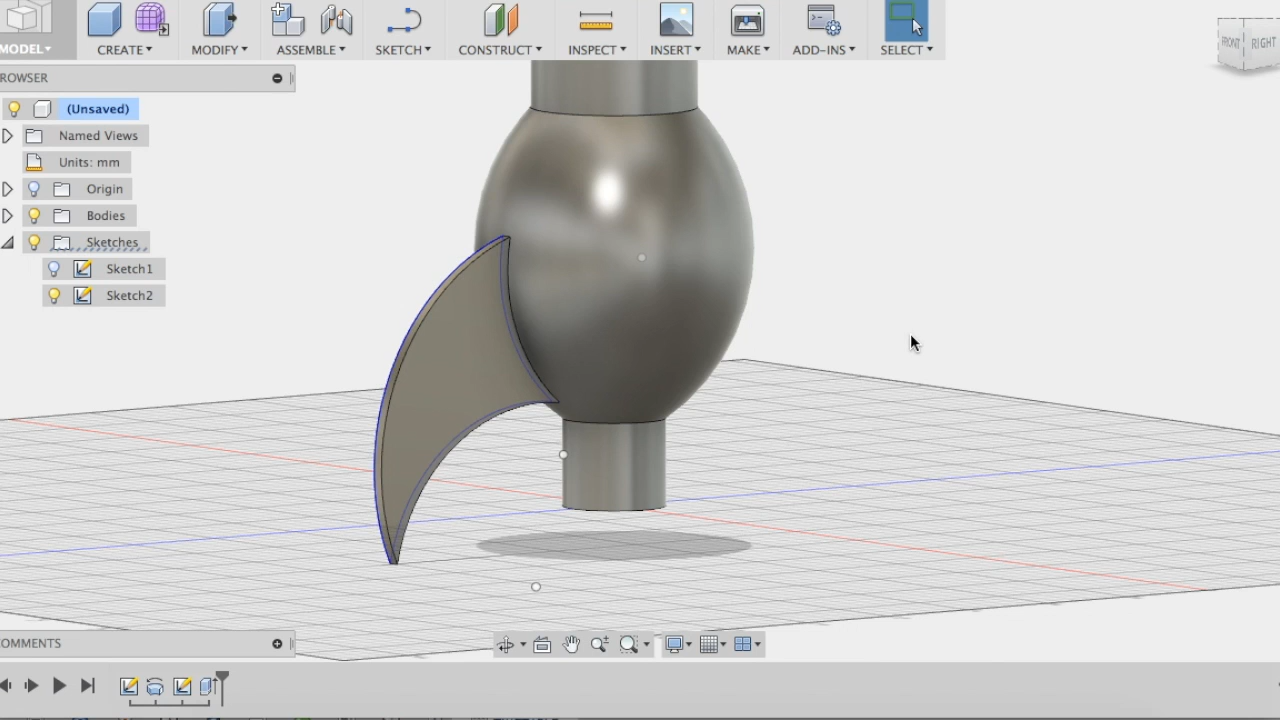 MODEL
CREATE
MODIFY
ASSEMBLE
SKETCH
CONSTRUCT
INSPECT
INSERT
MAKE
ADD-INS
SELECT
FRONT
RIGHT
ROWSER
(Unsaved)
Named Views
Units: mm
Origin
Bodies
Sketches
Sketch1
Sketch2
OMMENTS